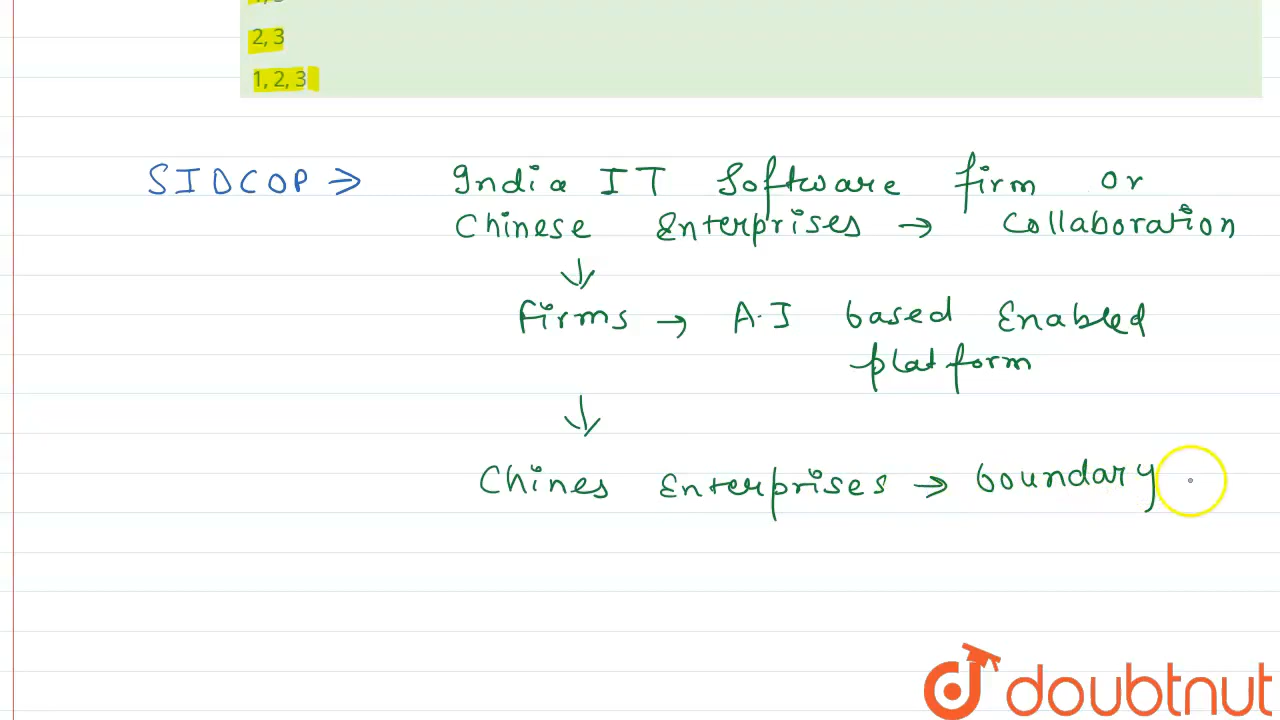 2, 3
1, 2, 3
SIDCOP ⇒ India IT Software firm or
Chinese Enterprises → Collaboration
↓
Firms → A.I based Enabled
platform
↓
Chines Enterprises → boundary
doubtnut